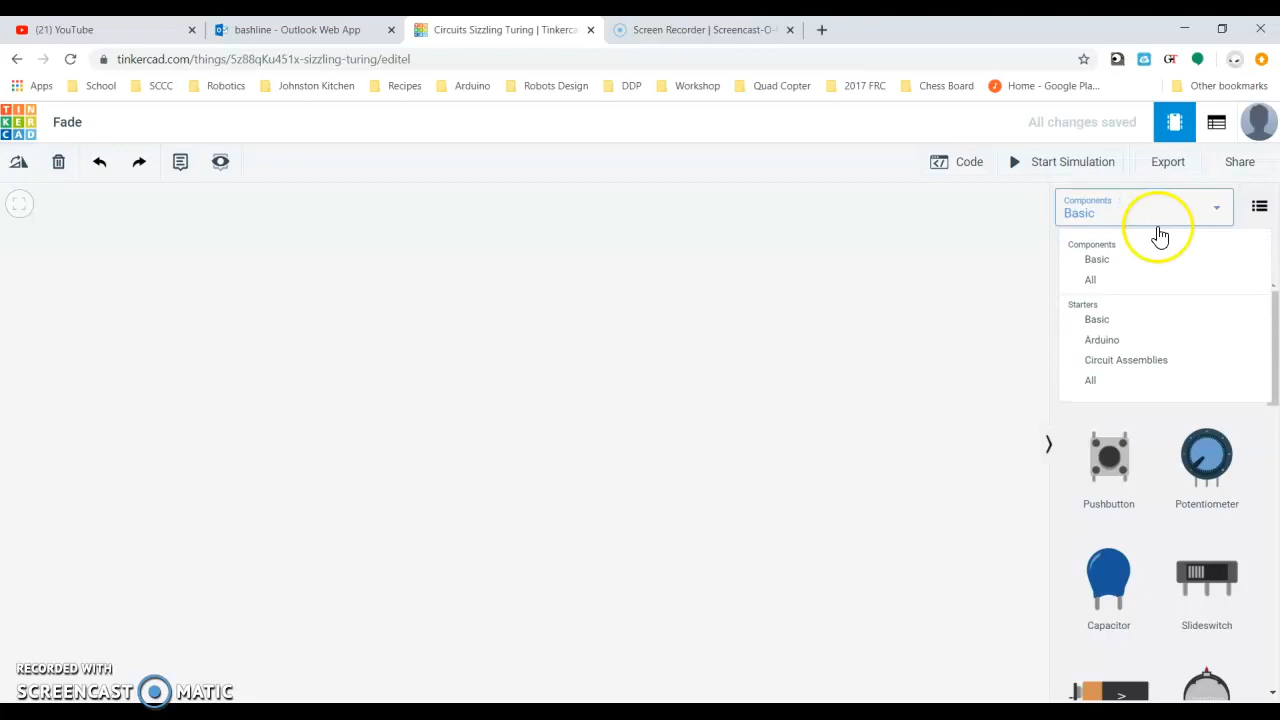 (21) YouTube
bashline - Outlook Web App
Circuits Sizzling Turing | Tinkerca
Screen Recorder | Screencast-O-
tinkercad.com/things/5z88qKu451x-sizzling-turing/editel
Apps School SCCC Robotics Johnston Kitchen Recipes Arduino Robots Design DDP Workshop Quad Copter 2017 FRC Chess Board Home - Google Pla... Other bookmarks
TIN
KER
CAD
Fade
All changes saved
Code
Start Simulation
Export
Share
Components
Basic
Components
Basic
All
Starters
Basic
Arduino
Circuit Assemblies
All
Pushbutton
Potentiometer
Capacitor
Slideswitch
RECORDED WITH
SCREENCAST MATIC